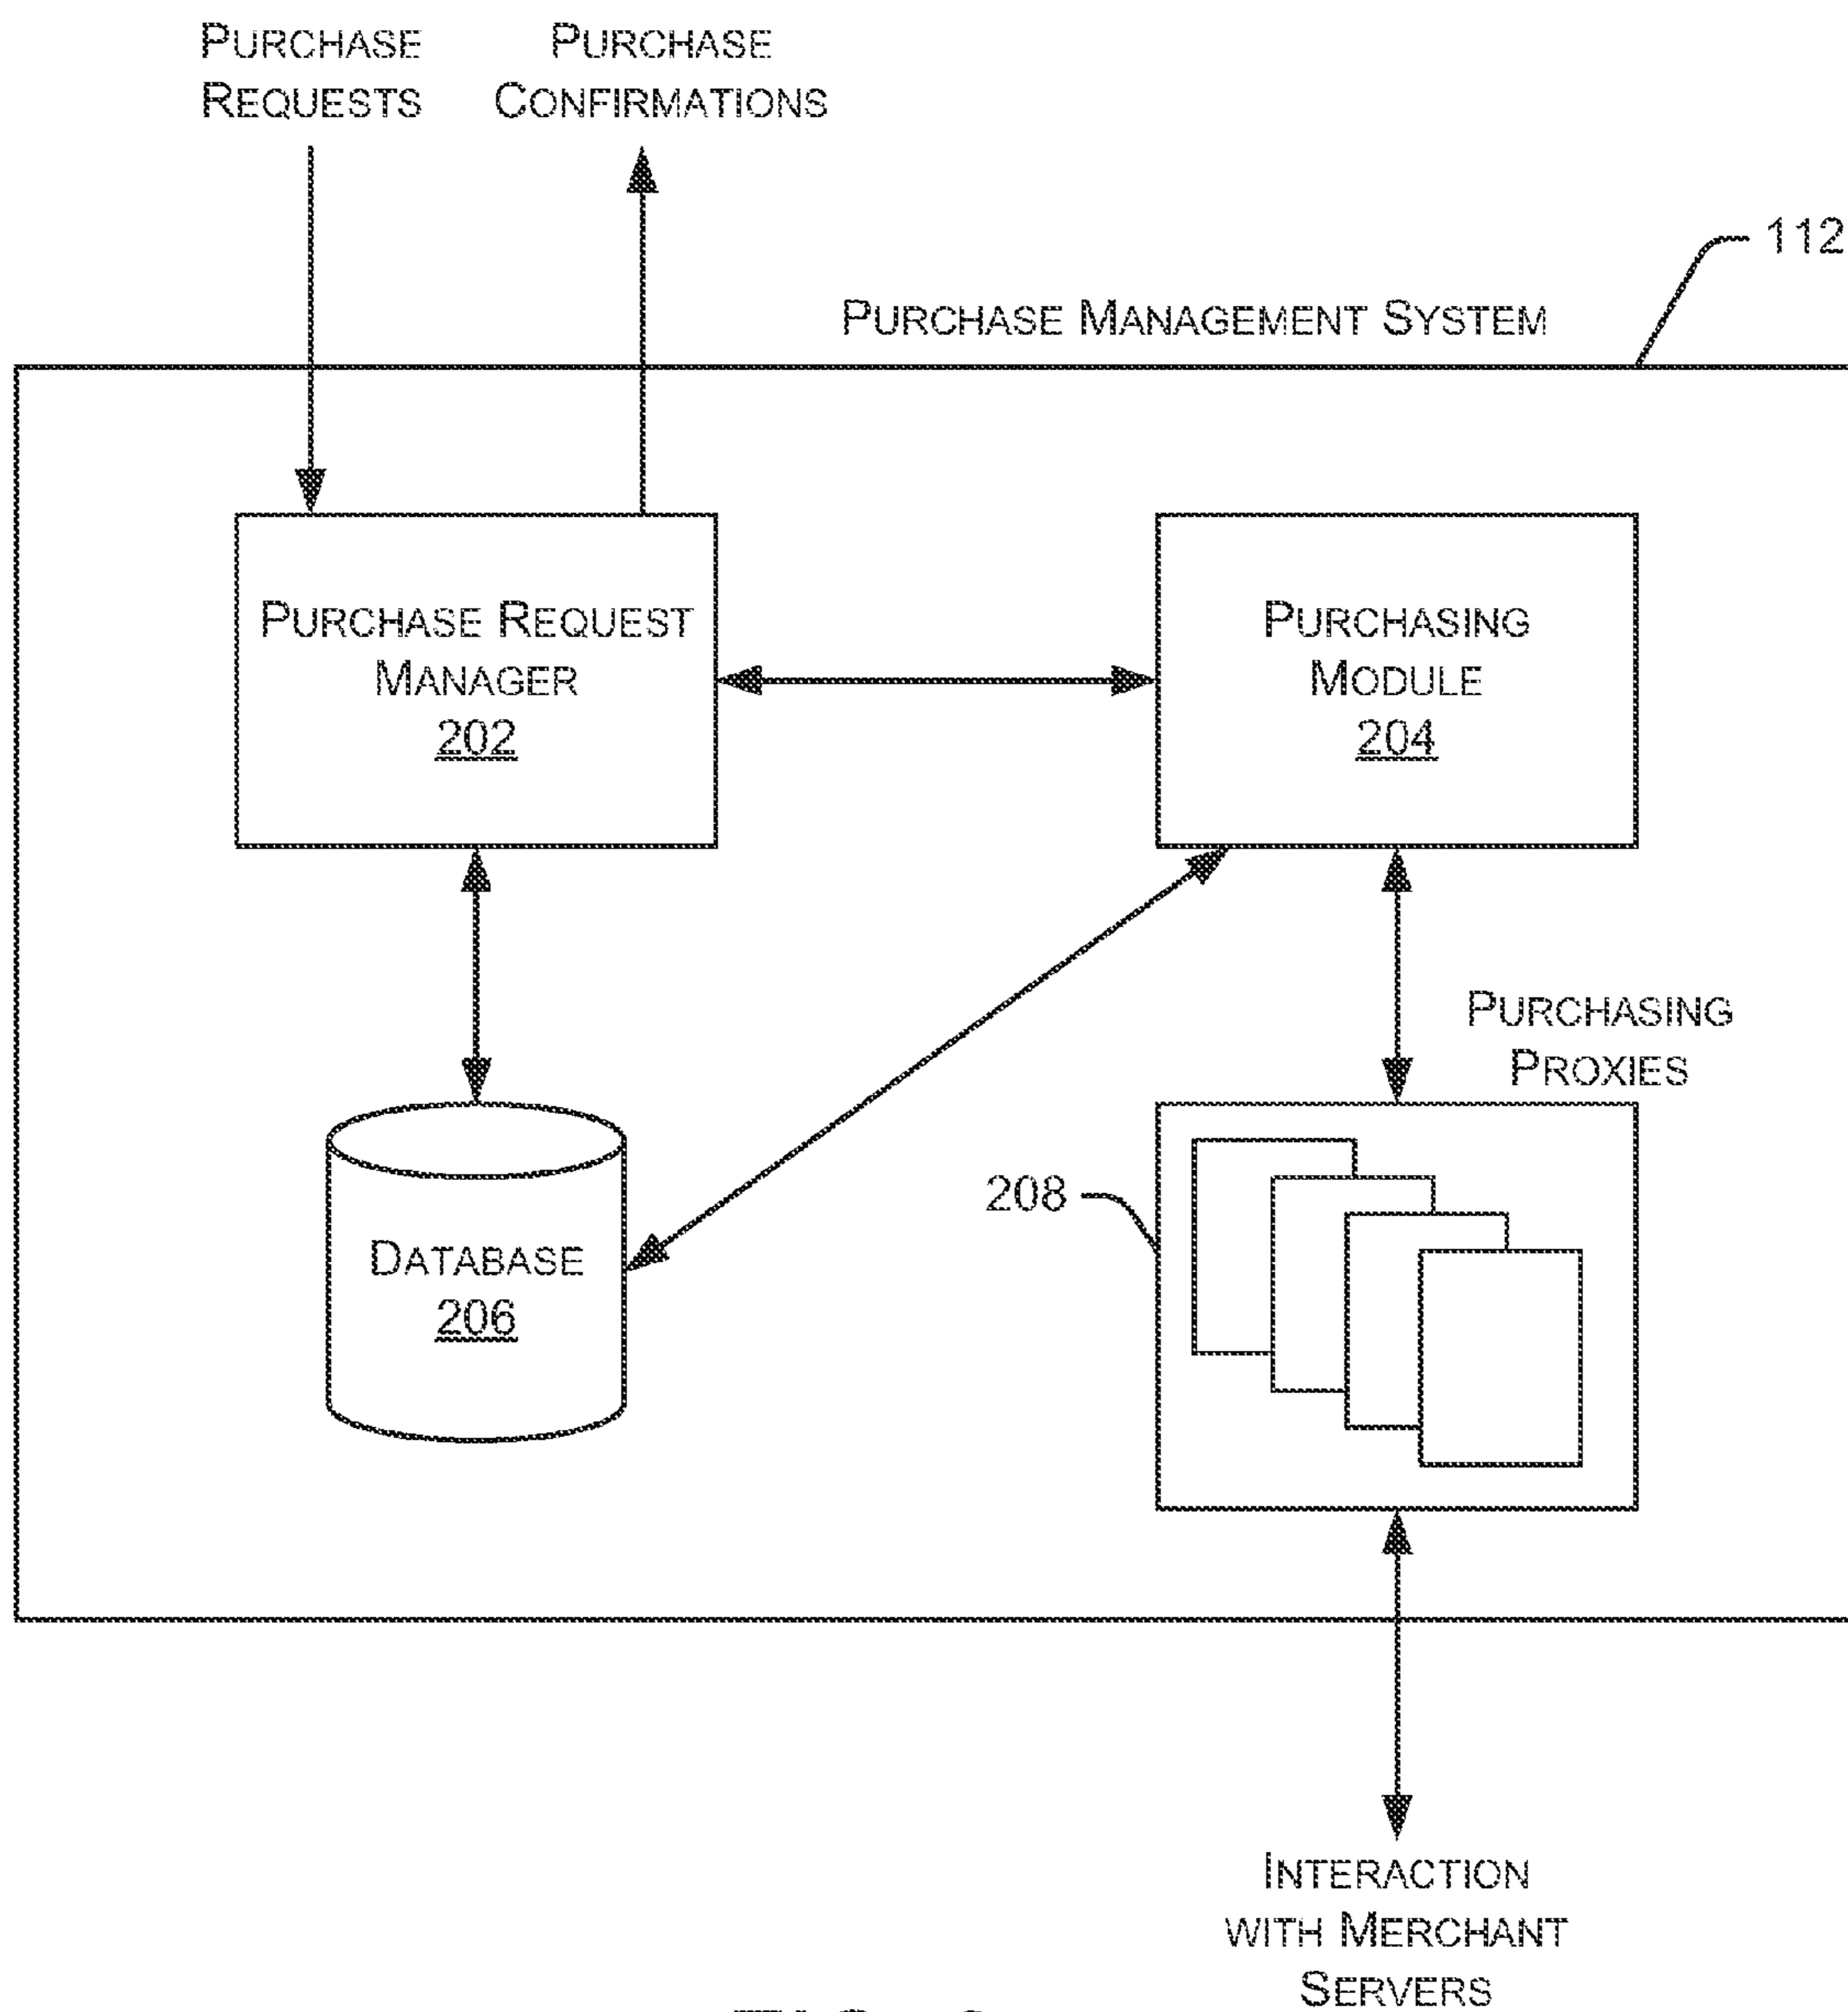 PURCHASE
REQUESTS
PURCHASE
CONFIRMATIONS
112
PURCHASE MANAGEMENT SYSTEM
PURCHASE REQUEST
MANAGER
202
PURCHASING
MODULE
204
PURCHASING
PROXIES
208
DATABASE
206
INTERACTION
WITH MERCHANT
SERVERS